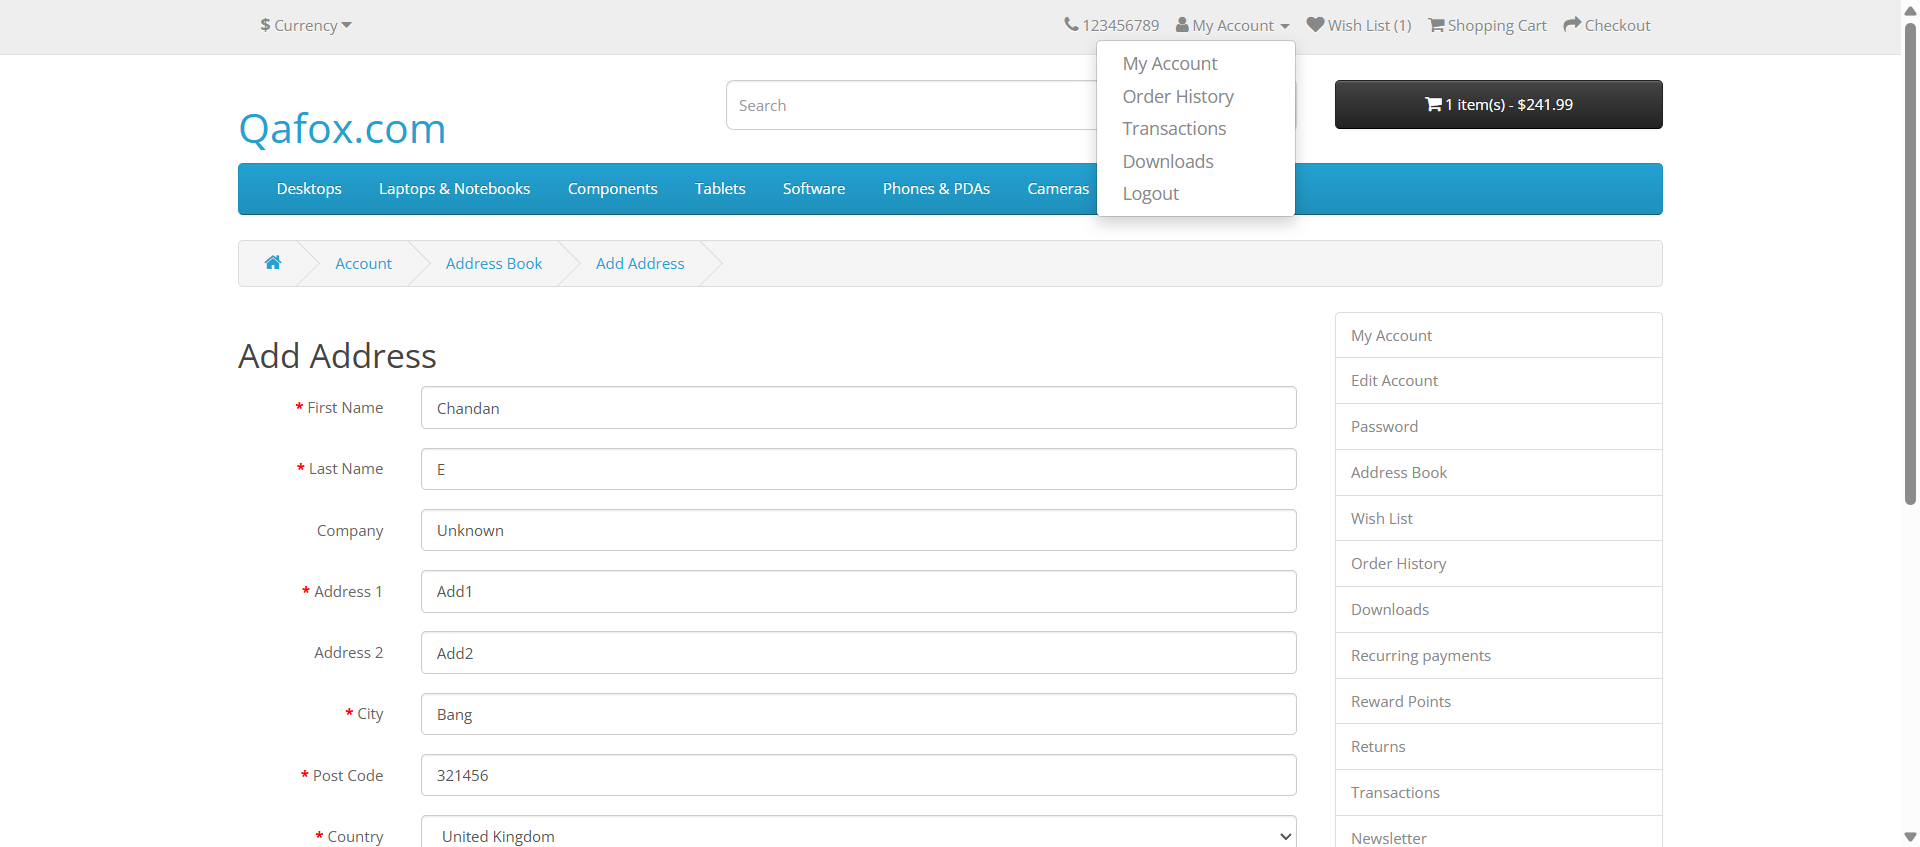 $ Currency
123456789 My Account Wish List (1) Shopping Cart Checkout
My Account
Order History
Transactions
Downloads
Logout
Qafox.com
Search
1 item(s) - $241.99
Desktops Laptops & Notebooks Components Tablets Software Phones & PDAs Cameras
Account Address Book Add Address
Add Address
* First Name Chandan
* Last Name E
Company Unknown
* Address 1 Add1
Address 2 Add2
* City Bang
* Post Code 321456
* Country United Kingdom
My Account
Edit Account
Password
Address Book
Wish List
Order History
Downloads
Recurring payments
Reward Points
Returns
Transactions
Newsletter